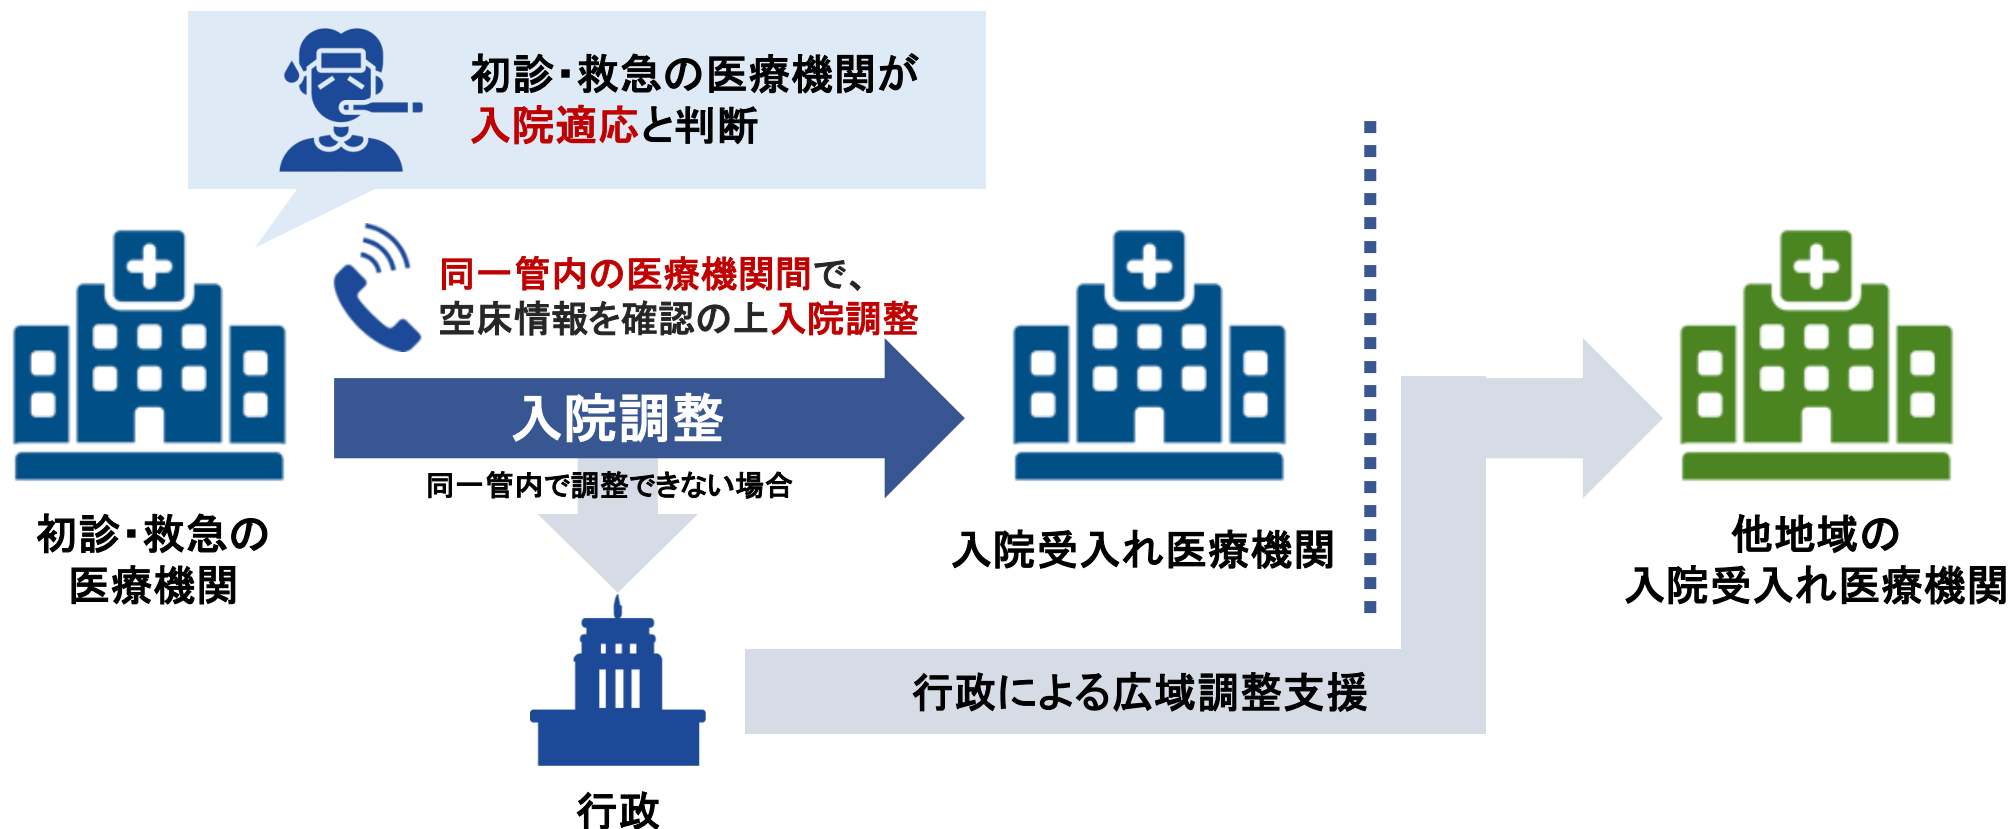 初診・救急の医療機関が
入院適応と判断
同一管内の医療機関間で、
空床情報を確認の上入院調整
入院調整
同一管内で調整できない場合
初診・救急の
医療機関
入院受入れ医療機関
他地域の
入院受入れ医療機関
行政による広域調整支援
行政